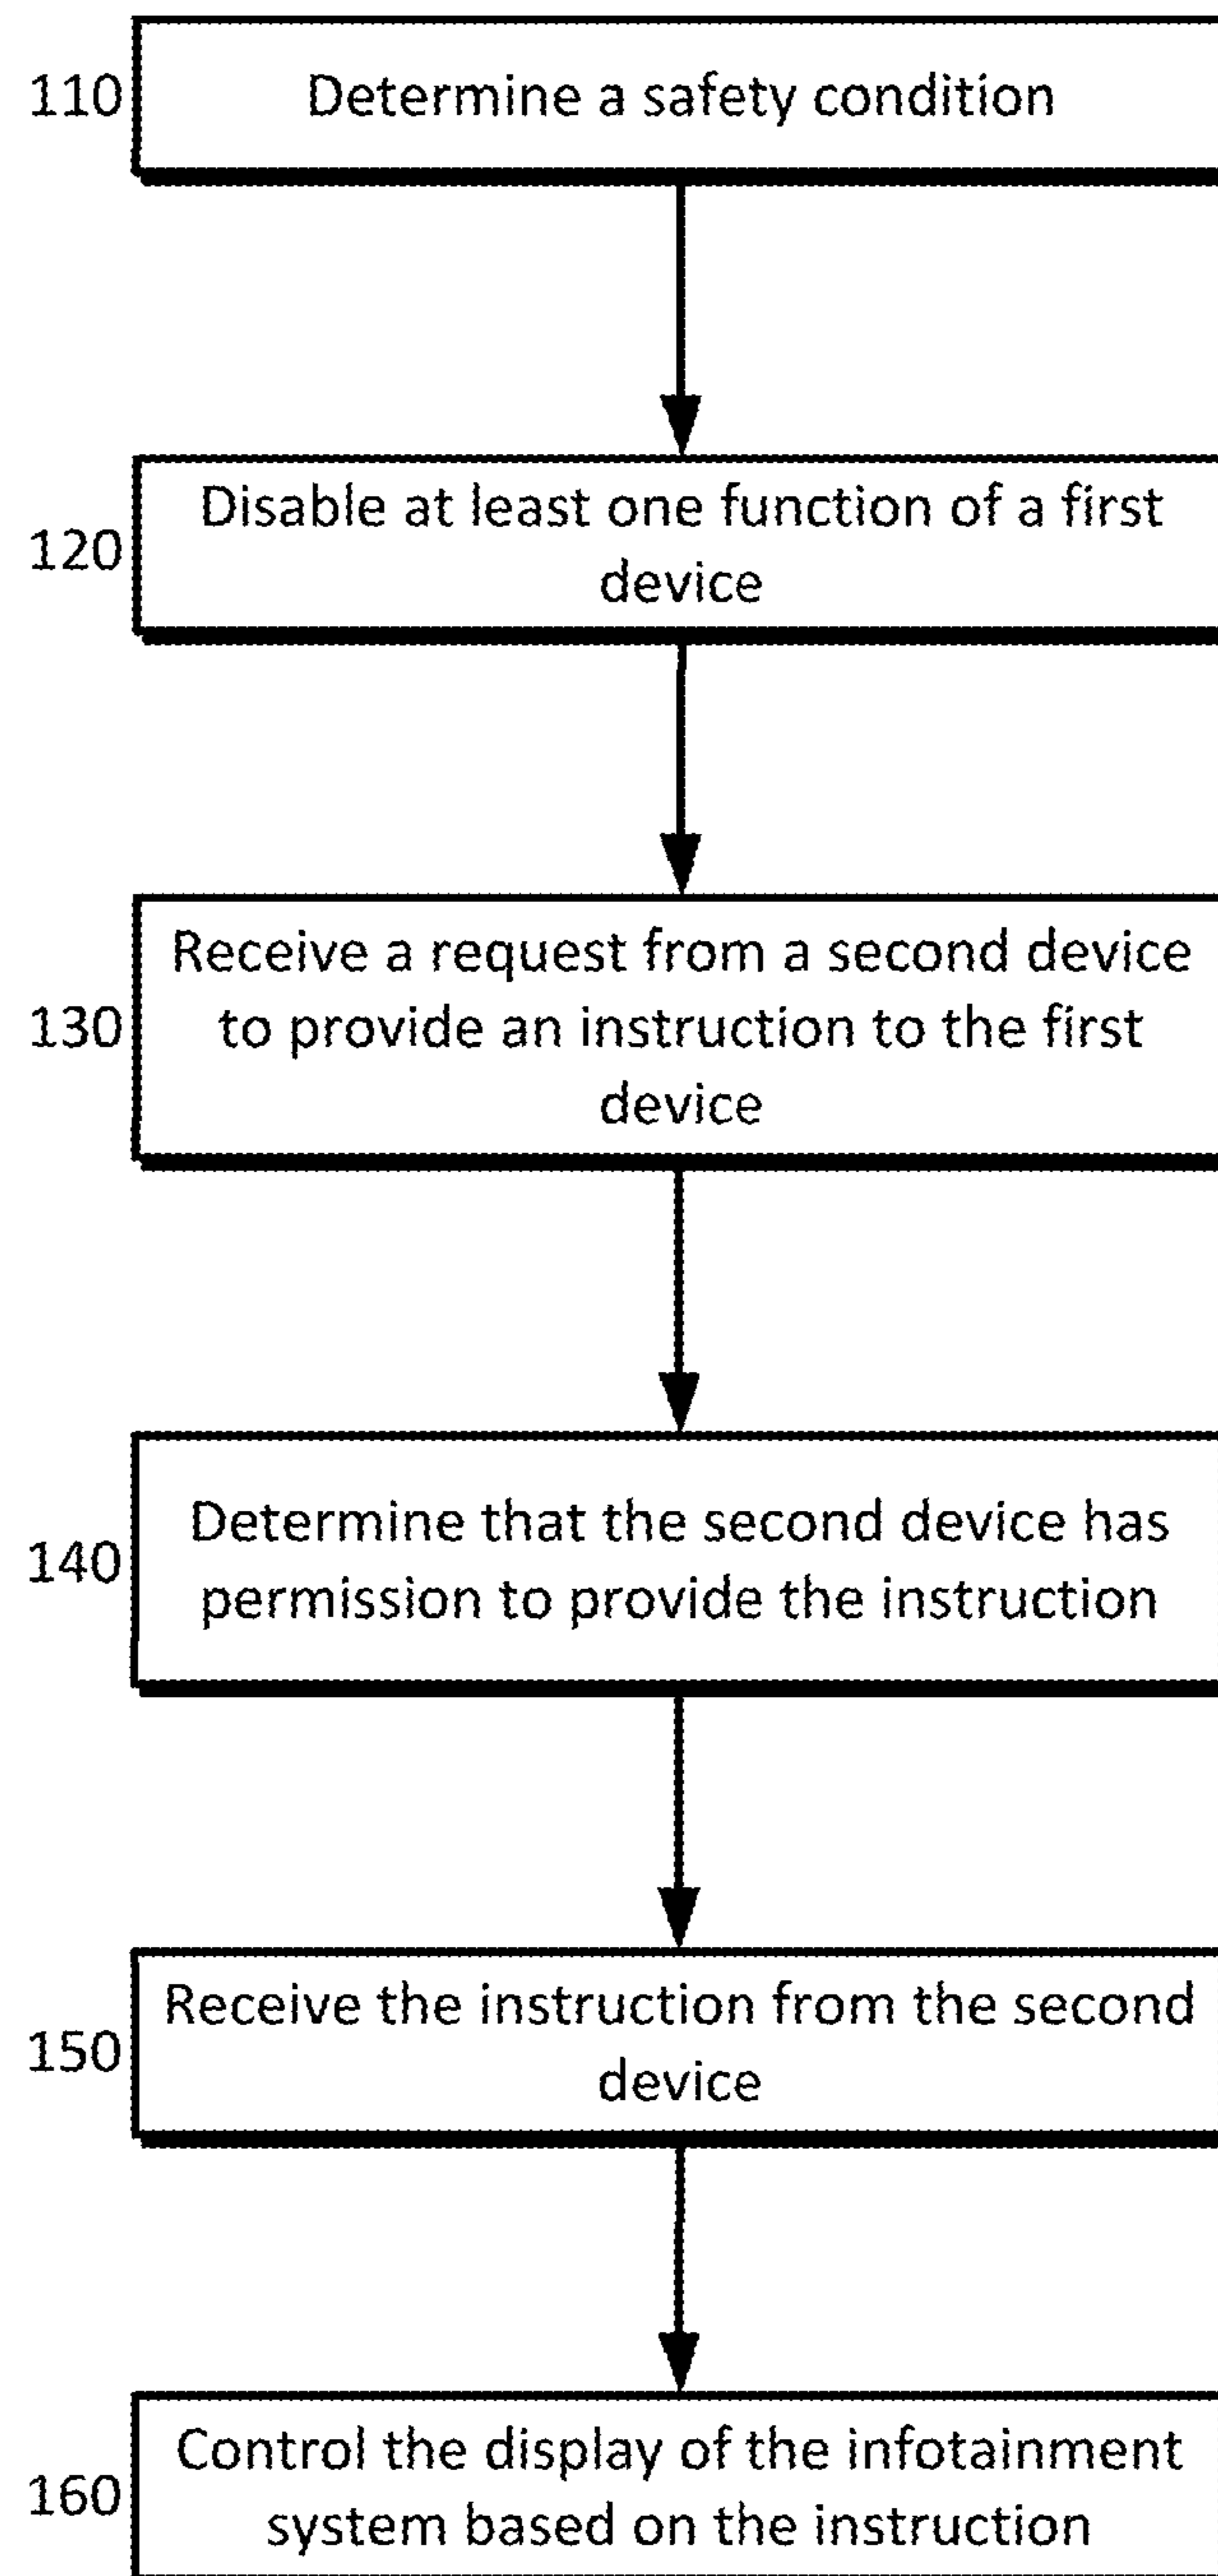 110
Determine a safety condition
120
Disable at least one function of a first
device
130
Receive a request from a second device
to provide an instruction to the first
device
140
Determine that the second device has
permission to provide the instruction
150
Receive the instruction from the second
device
160
Control the display of the infotainment
system based on the instruction